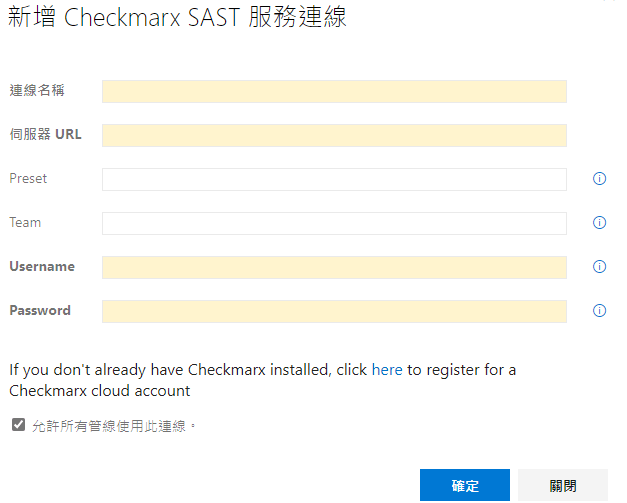 新增 Checkmarx SAST 服務連線
連線名稱
伺服器 URL
Preset
Team
Username
Password
If you don't already have Checkmarx installed, click here to register for a
Checkmarx cloud account
允許所有管線使用此連線。
確定
關閉